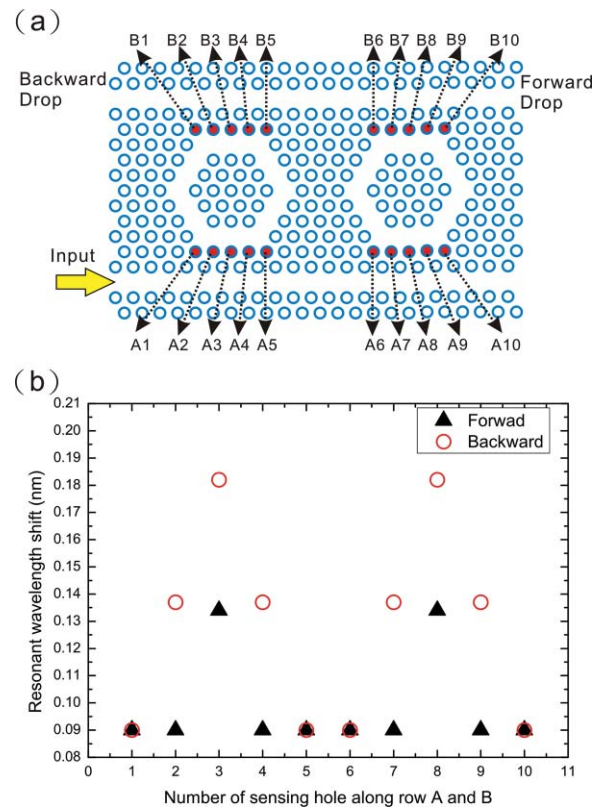 (a)
B1 B2 B3 B4 B5 B6 B7 B8 B9 B10
Backward
Drop
Forward
Drop
Input
A1 A2 A3 A4 A5 A6 A7 A8 A9 A10
(b)
0.21
0.20
0.19
0.18
0.17
0.16
0.15
0.14
0.13
0.12
0.11
0.10
0.09
0.08
Resonant wavelength shift (nm)
Forwad
Backward
0 1 2 3 4 5 6 7 8 9 10 11
Number of sensing hole along row A and B